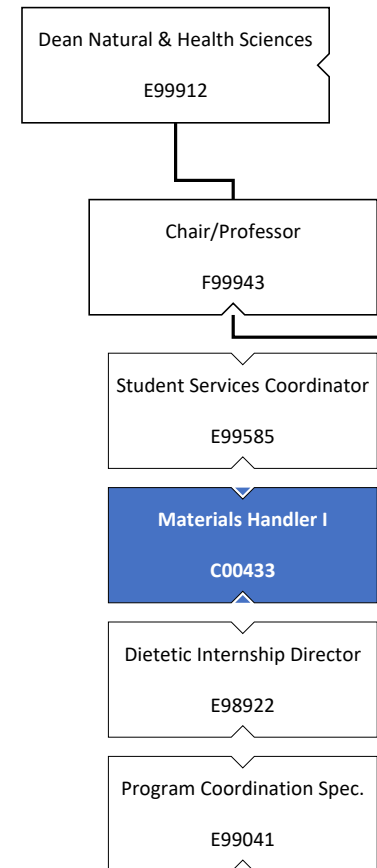 Dean Natural & Health Sciences
E99912
Chair/Professor
F99943
Student Services Coordinator
E99585
Materials Handler I
C00433
Dietetic Internship Director
E98922
Program Coordination Spec.
E99041